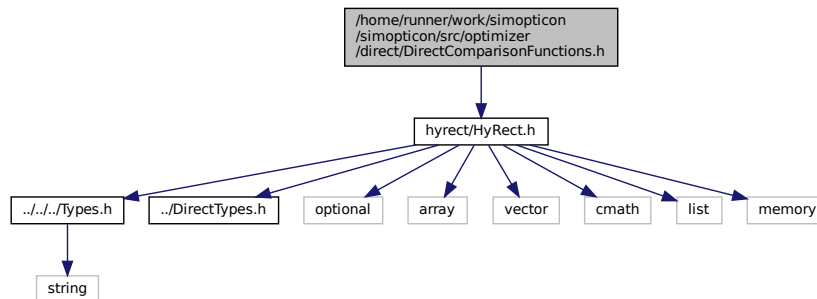 /home/runner/work/simopticon
/simopticon/src/optimizer
/direct/DirectComparisonFunctions.h
hyrect/HyRect.h
../../../Types.h
../DirectTypes.h
optional
array
vector
cmath
list
memory
string